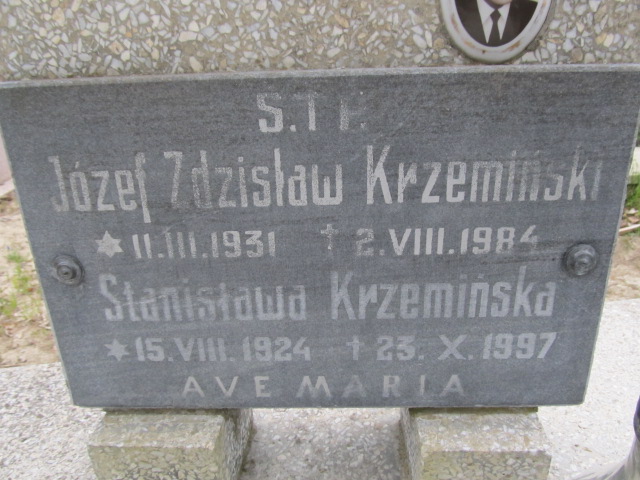 S.T P.
Józef Zdzisław Krzemiński
* 11.III.1931 † 2.VIII.1984
Stanisława Krzemińska
* 15.VIII.1924 † 23.X.1997
AVE MARIA